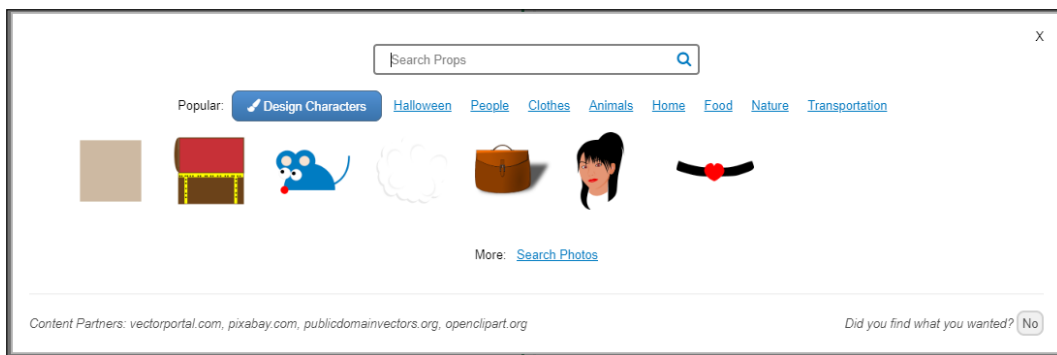 X
Search Props
Popular: Design Characters Halloween People Clothes Animals Home Food Nature Transportation
More: Search Photos
Content Partners: vectorportal.com, pixabay.com, publicdomainvectors.org, openclipart.org Did you find what you wanted? No